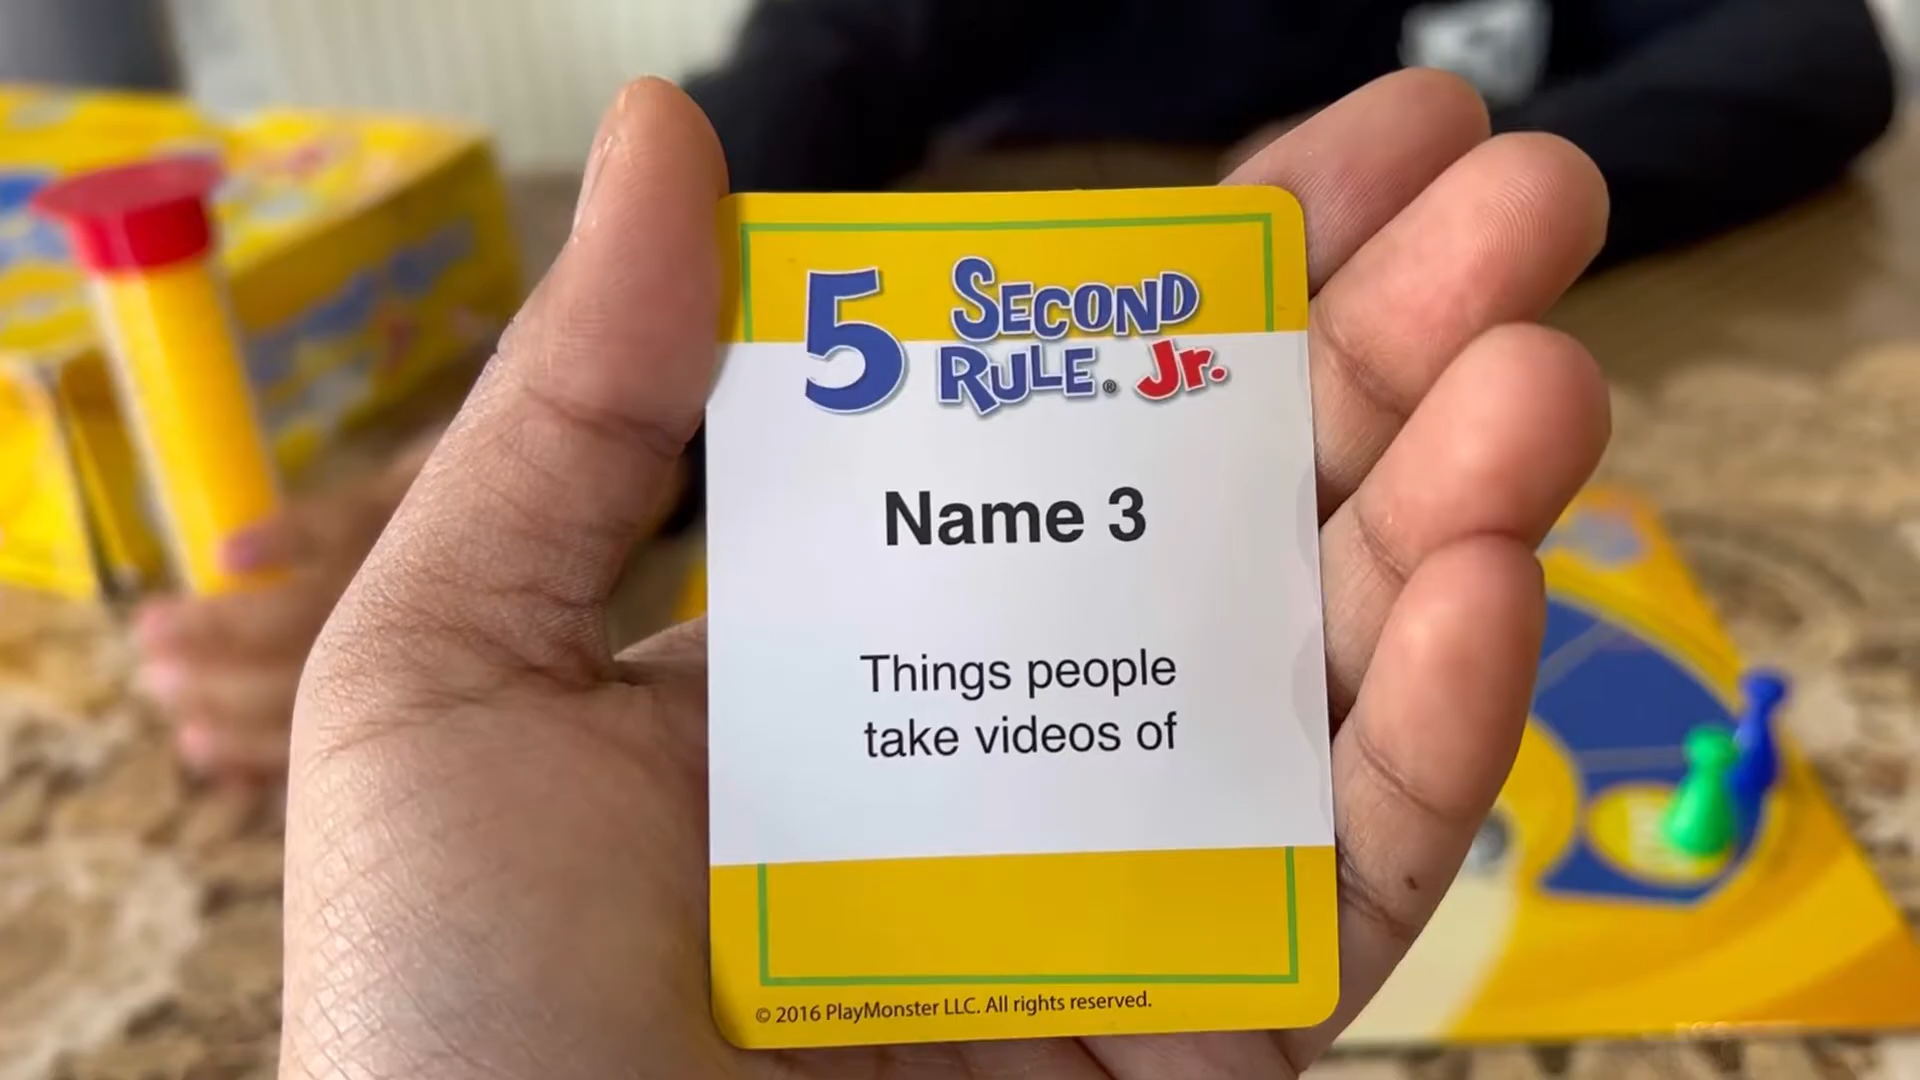 5 SECOND
RULE® Jr.
Name 3
Things people
take videos of
© 2016 PlayMonster LLC. All rights reserved.